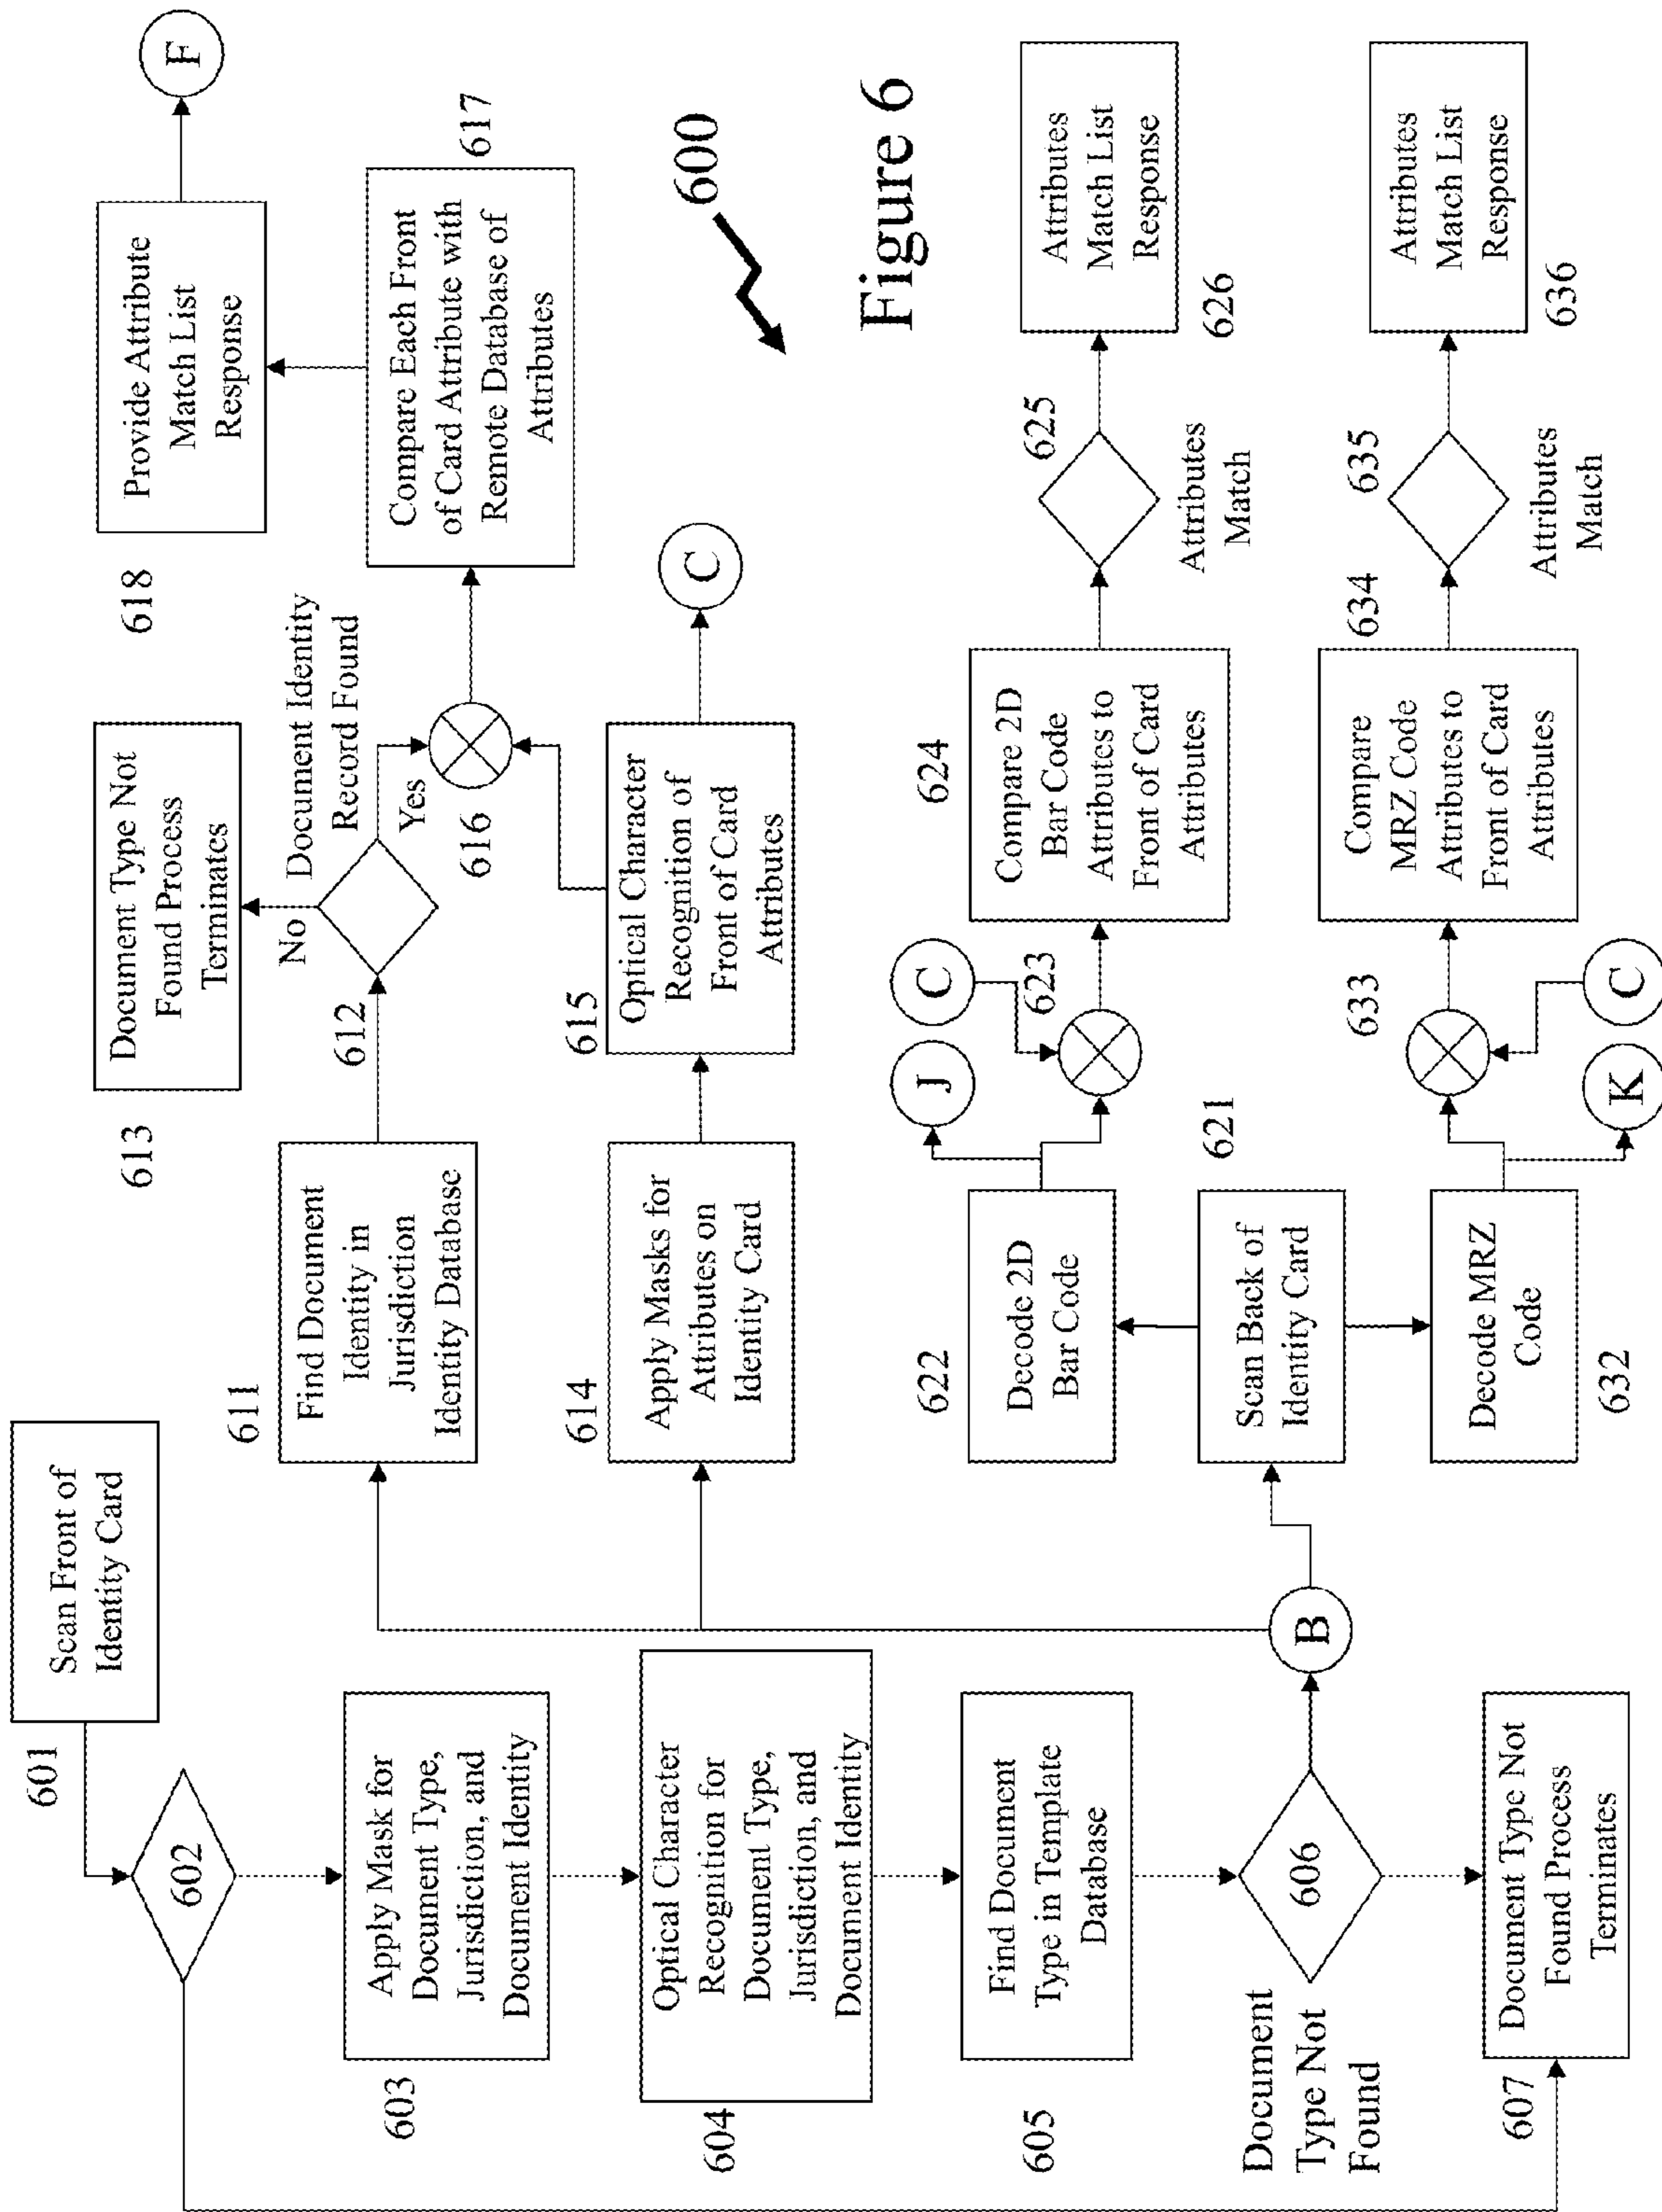 601
Scan Front of
Identity Card
602
603
Apply Mask for
Document Type,
Jurisdiction, and
Document Identity
604
Optical Character
Recognition for
Document Type,
Jurisdiction, and
Document Identity
605
Find Document
Type in Template
Database
606
Document
Type Not
Found
607
Document Type Not
Found Process
Terminates
B
611
Find Document
Identity in
Jurisdiction
Identity Database
612
No
Yes
Document Identity
Record Found
613
Document Type Not
Found Process
Terminates
614
Apply Masks for
Attributes on
Identity Card
615
Optical Character
Recognition of
Front of Card
Attributes
C
616
617
Compare Each Front
of Card Attribute with
Remote Database of
Attributes
618
Provide Attribute
Match List
Response
F
600
Figure 6
621
Scan Back of
Identity Card
622
Decode 2D
Bar Code
J
C
623
624
Compare 2D
Bar Code
Attributes to
Front of Card
Attributes
625
Attributes
Match
626
Attributes
Match List
Response
632
Decode MRZ
Code
K
C
633
634
Compare
MRZ Code
Attributes to
Front of Card
Attributes
635
Attributes
Match
636
Attributes
Match List
Response